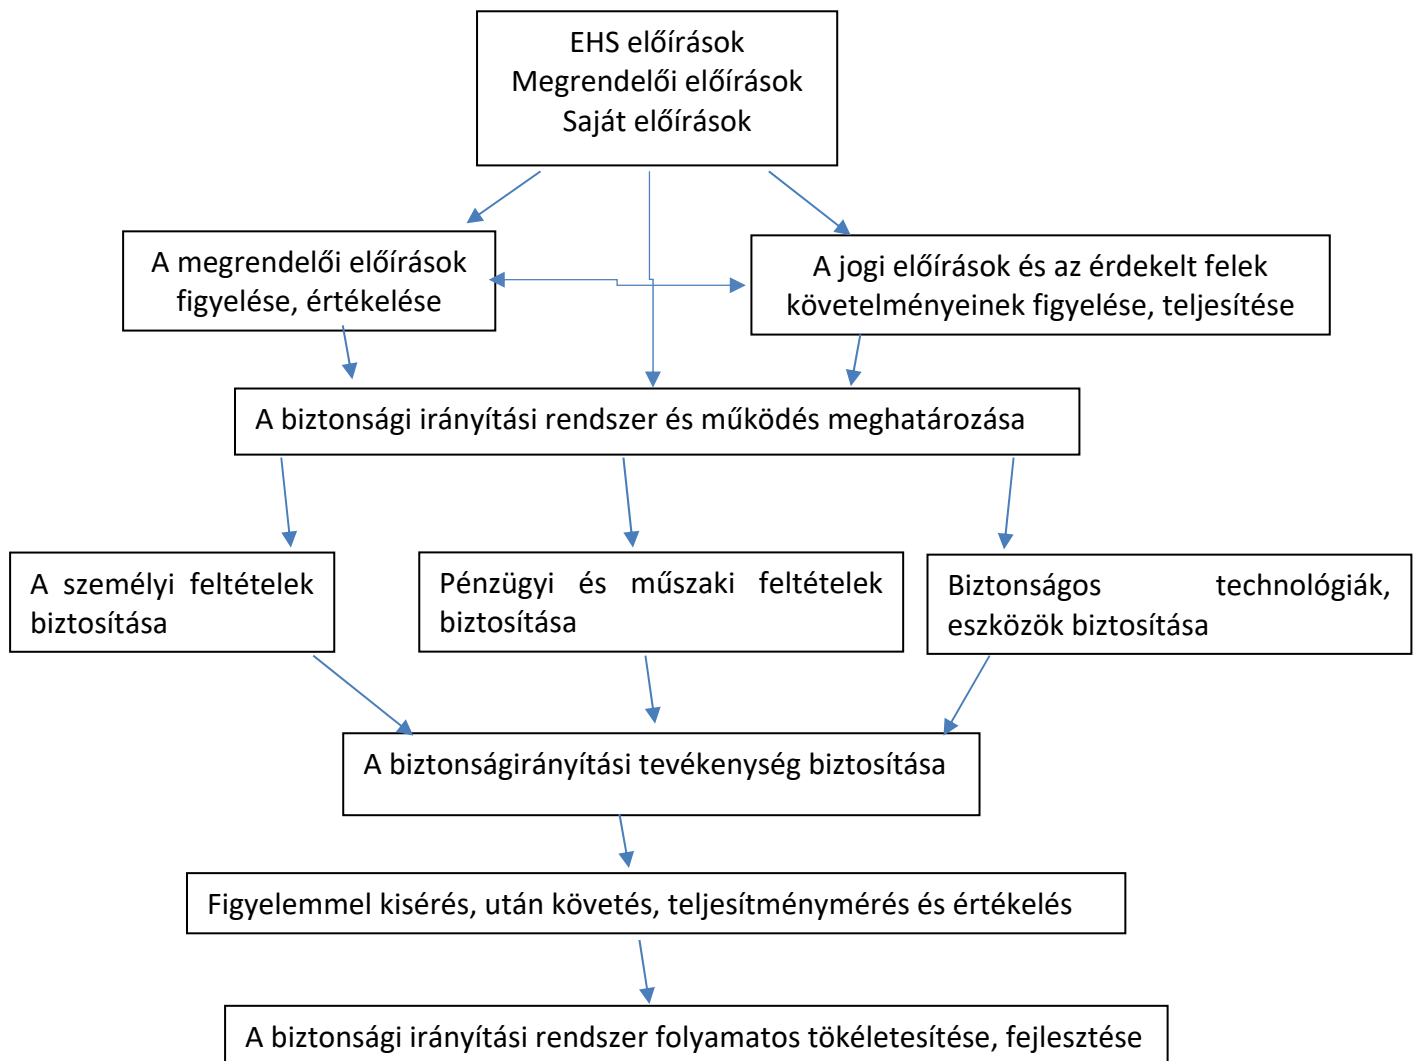 EHS előírások
Megrendelői előírások
Saját előírások
A megrendelői előírások
figyelése, értékelése
A jogi előírások és az érdekelt felek
követelményeinek figyelése, teljesítése
A biztonsági irányítási rendszer és működés meghatározása
A személyi feltételek
biztosítása
Pénzügyi és műszaki feltételek
biztosítása
Biztonságos technológiák,
eszközök biztosítása
A biztonságirányítási tevékenység biztosítása
Figyelemmel kisérés, után követés, teljesítménymérés és értékelés
A biztonsági irányítási rendszer folyamatos tökéletesítése, fejlesztése